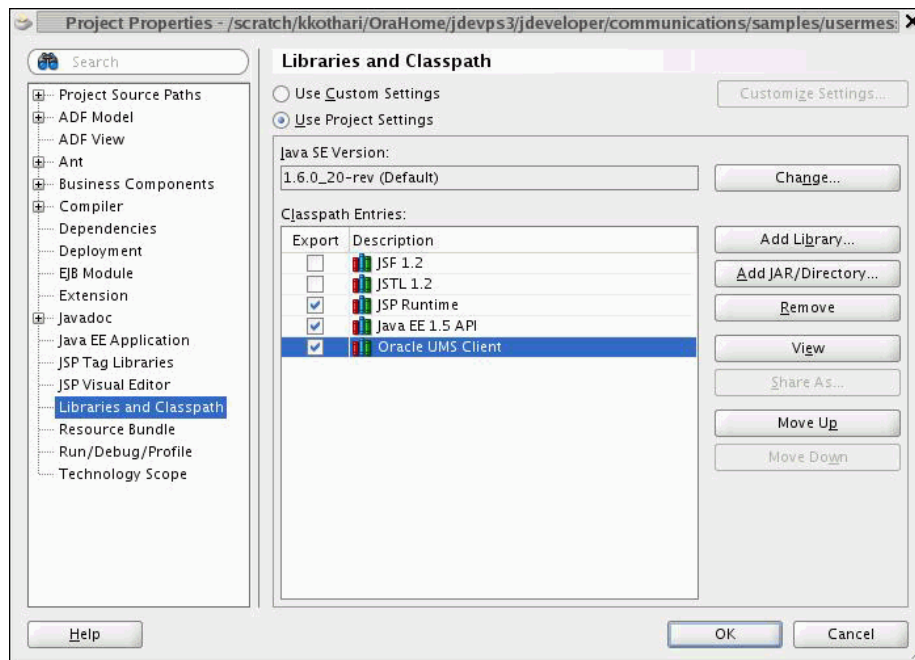 Project Properties - /scratch/kkothari/OraHome/jdevps3/jdeveloper/communications/samples/usermes
Search
Project Source Paths
ADF Model
ADF View
Ant
Business Components
Compiler
Dependencies
Deployment
EJB Module
Extension
Javadoc
Java EE Application
JSP Tag Libraries
JSP Visual Editor
Libraries and Classpath
Resource Bundle
Run/Debug/Profile
Technology Scope
Libraries and Classpath
Use Custom Settings
Customize Settings...
Use Project Settings
Java SE Version:
1.6.0_20-rev (Default)
Change...
Classpath Entries:
Export Description
JSF 1.2
JSTL 1.2
JSP Runtime
Java EE 1.5 API
Oracle UMS Client
Add Library...
Add JAR/Directory...
Remove
View
Share As...
Move Up
Move Down
Help
OK
Cancel